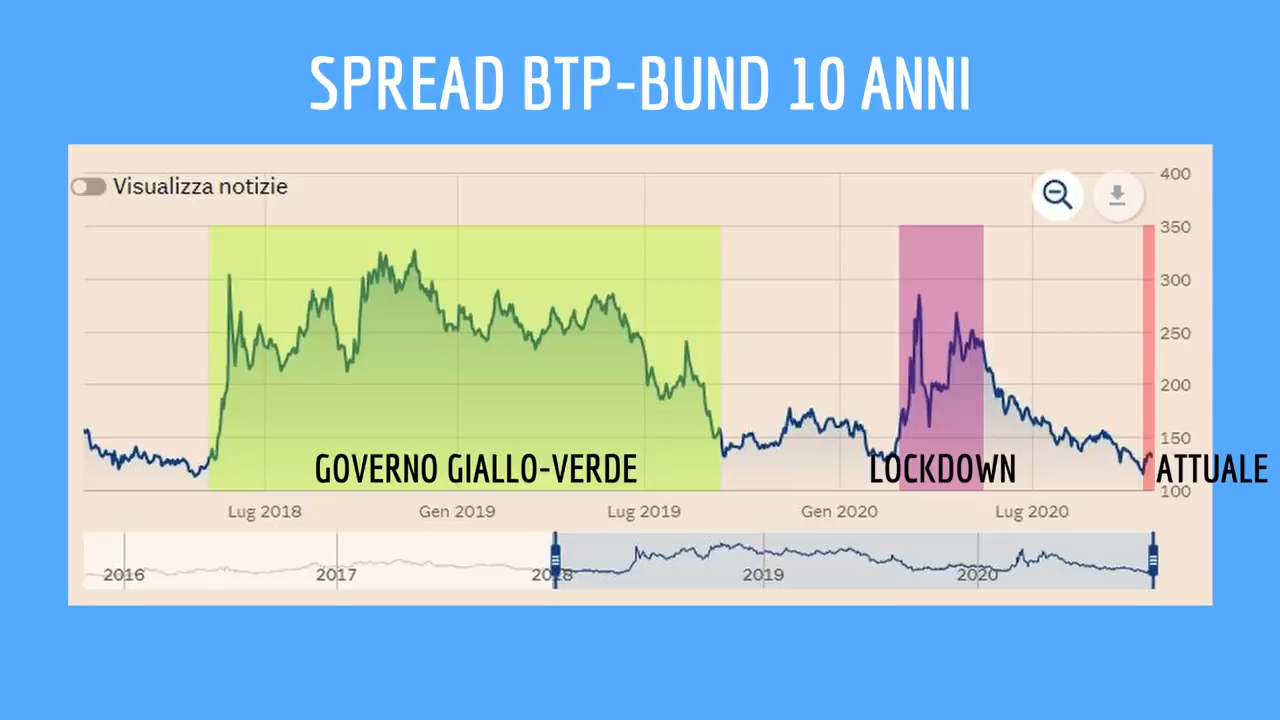 SPREAD BTP-BUND 10 ANNI
Visualizza notizie
400
350
300
250
200
150
100
GOVERNO GIALLO-VERDE
LOCKDOWN
ATTUALE
Lug 2018
Gen 2019
Lug 2019
Gen 2020
Lug 2020
2016
2017
2018
2019
2020